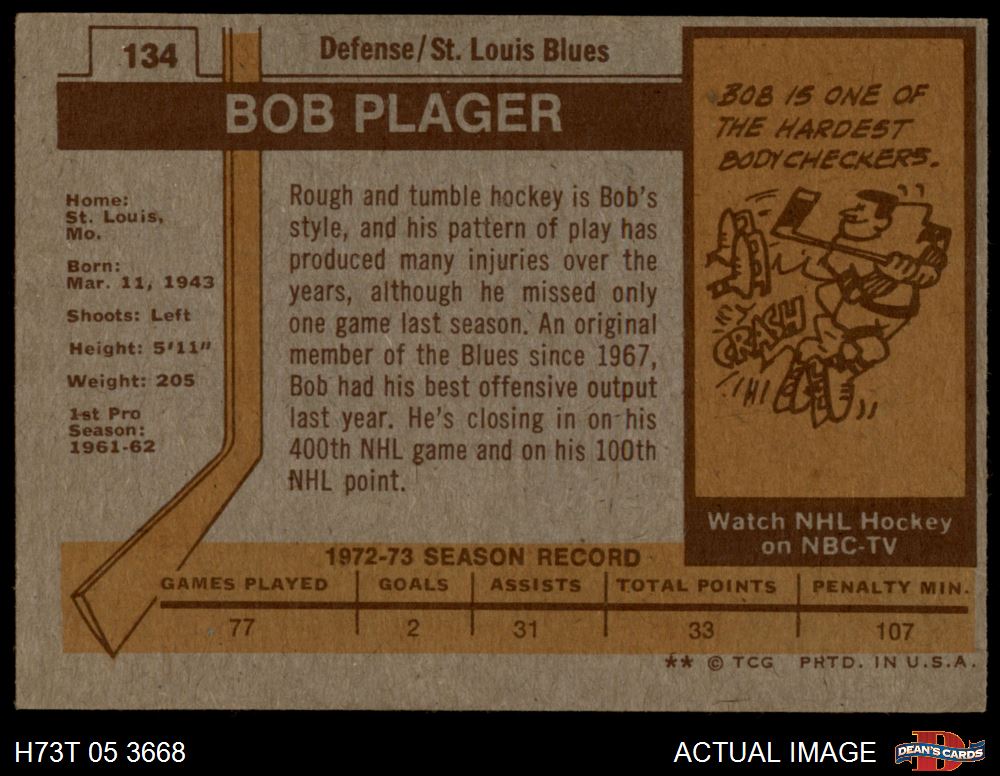 134
Defense/St. Louis Blues
BOB PLAGER
Home:
St. Louis,
Mo.
Born:
Mar. 11, 1943
Shoots: Left
Height: 5'11"
Weight: 205
1st Pro
Season:
1961-62
Rough and tumble hockey is Bob's
style, and his pattern of play has
produced many injuries over the
years, although he missed only
one game last season. An original
member of the Blues since 1967,
Bob had his best offensive output
last year. He's closing in on his
400th NHL game and on his 100th
NHL point.
BOB IS ONE OF
THE HARDEST
BODYCHECKERS.
CRASH
Watch NHL Hockey
on NBC-TV
1972-73 SEASON RECORD
GAMES PLAYED GOALS ASSISTS TOTAL POINTS PENALTY MIN.
77 2 31 33 107
** © TCG PRTD. IN U.S.A.
H73T 05 3668
ACTUAL IMAGE
D
DEAN'S CARDS